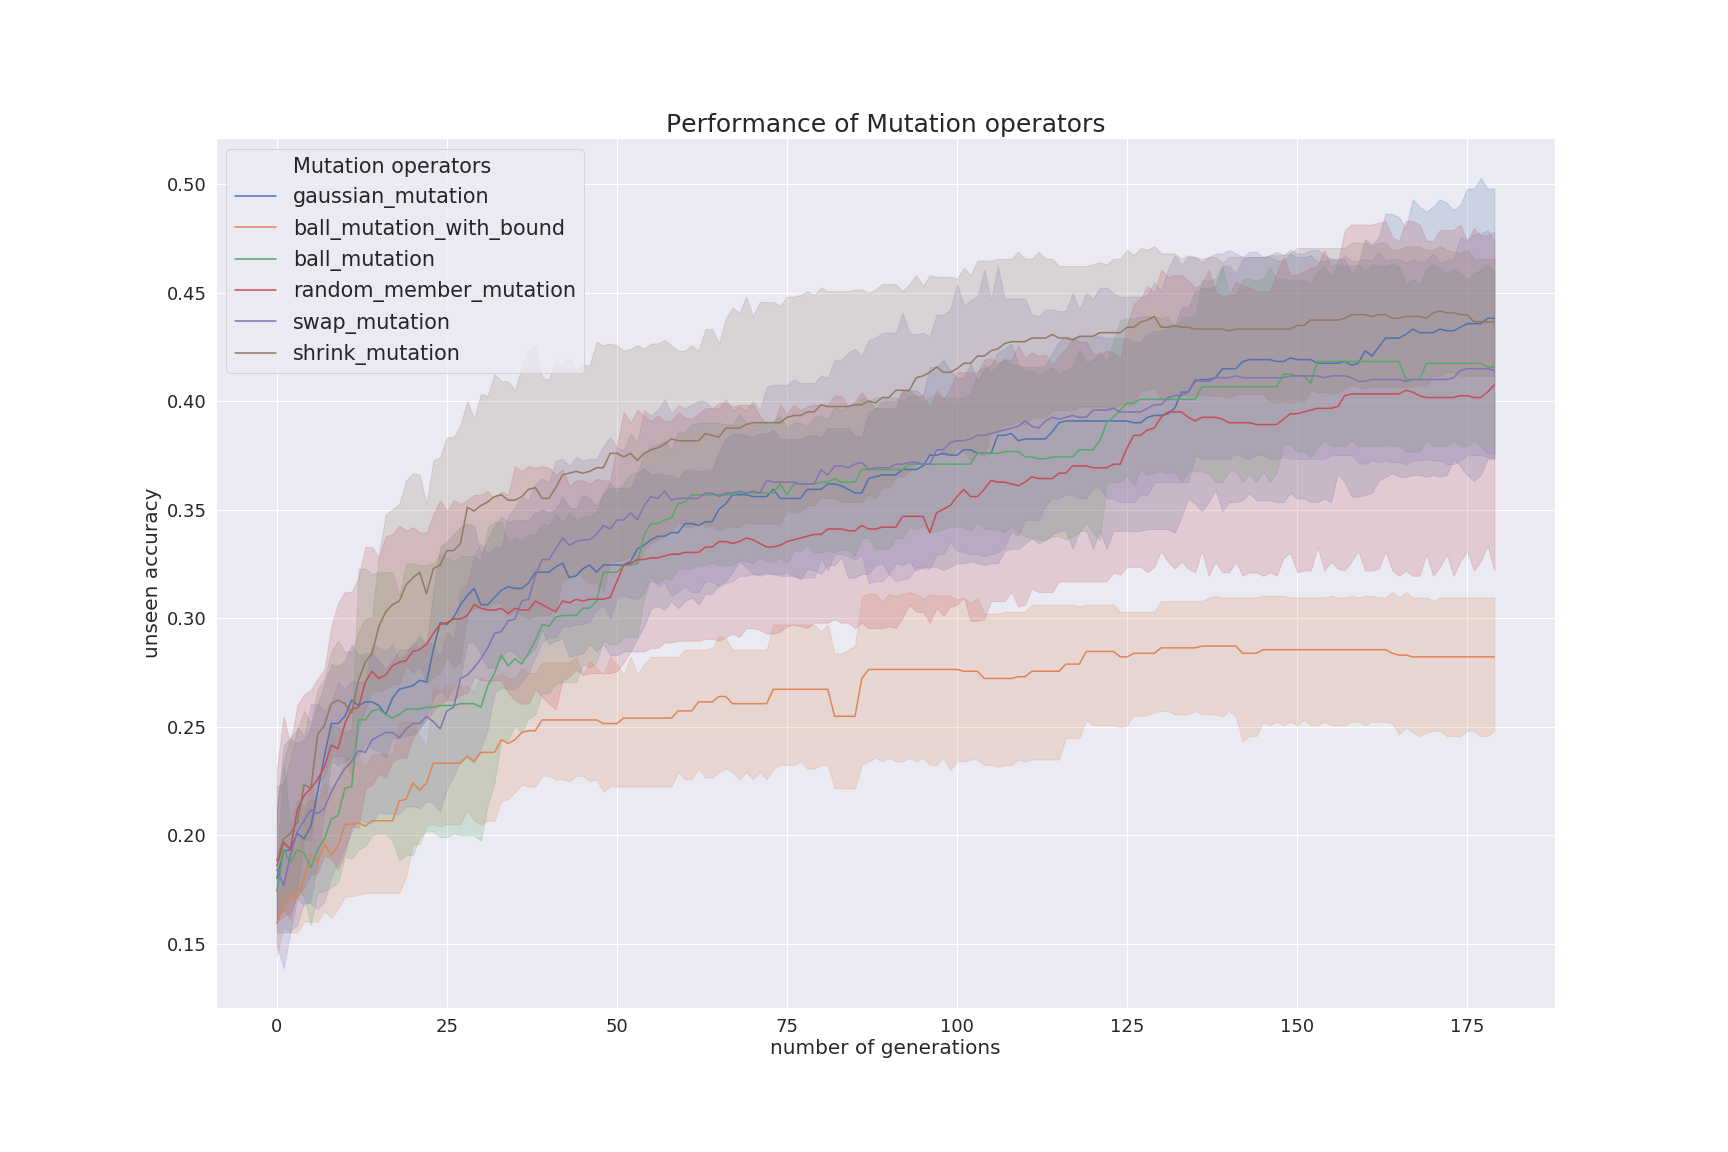 Performance of Mutation operators
Mutation operators
gaussian_mutation
ball_mutation_with_bound
ball_mutation
random_member_mutation
swap_mutation
shrink_mutation
unseen accuracy
0.50
0.45
0.40
0.35
0.30
0.25
0.20
0.15
0 25 50 75 100 125 150 175
number of generations